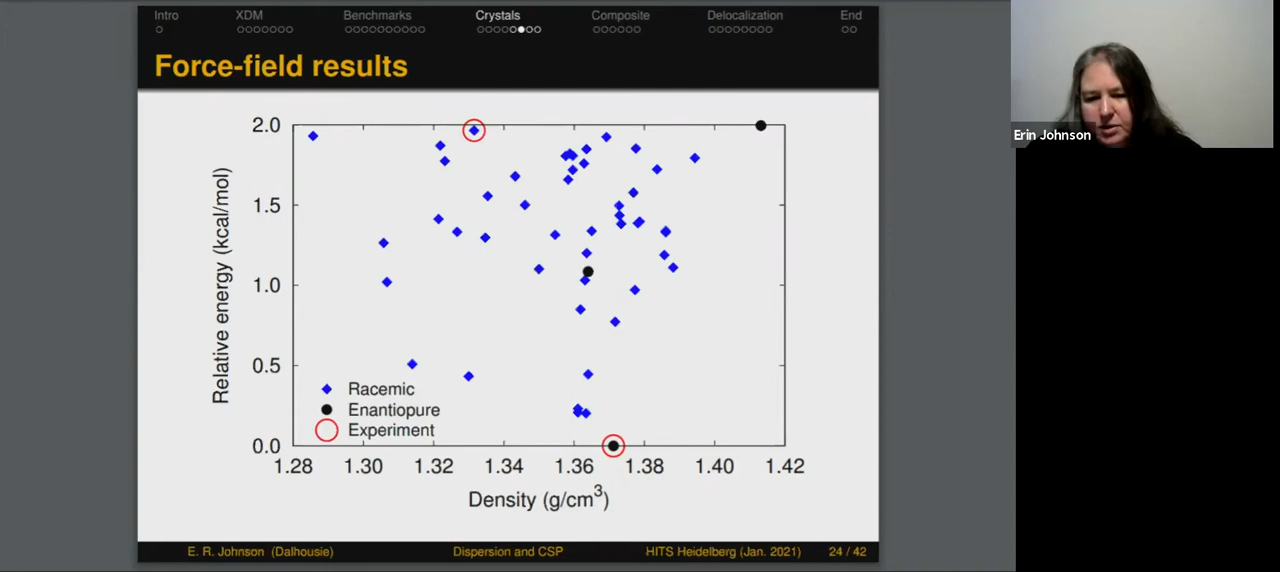 Intro XDM Benchmarks Crystals Composite Delocalization End
Force-field results
Erin Johnson
2.0
1.5
1.0
0.5
0.0
Relative energy (kcal/mol)
Racemic
Enantiopure
Experiment
1.28 1.30 1.32 1.34 1.36 1.38 1.40 1.42
Density (g/cm³)
E. R. Johnson (Dalhousie) Dispersion and CSP HITS Heidelberg (Jan. 2021) 24 / 42